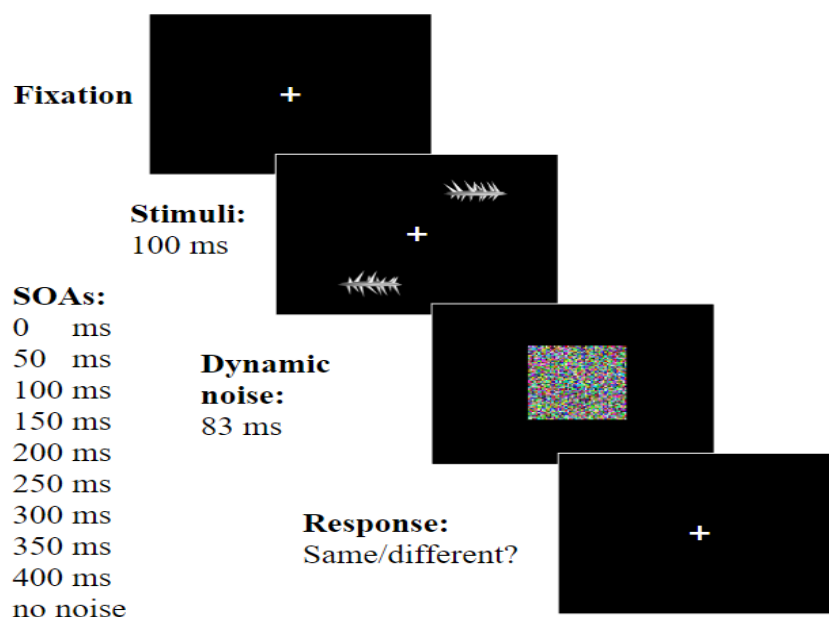 Fixation
Stimuli:
100 ms
SOAs:
0 ms
50 ms
100 ms
150 ms
200 ms
250 ms
300 ms
350 ms
400 ms
no noise
Dynamic
noise:
83 ms
Response:
Same/different?